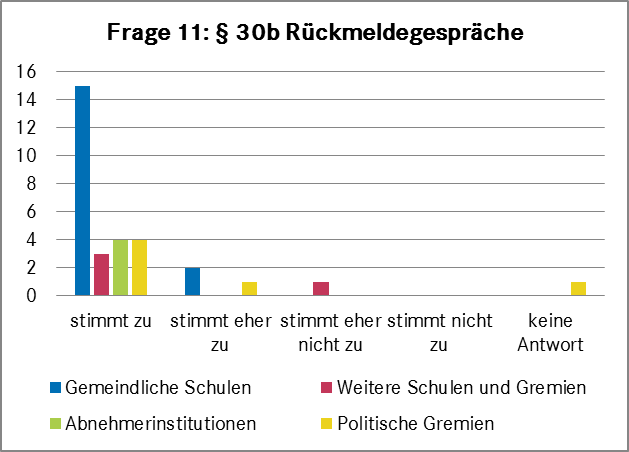 Frage 11: § 30b Rückmeldegespräche
16
14
12
10
8
6
4
2
0
stimmt zu
stimmt eher zu
stimmt eher nicht zu
stimmt nicht zu
keine Antwort
Gemeindliche Schulen
Weitere Schulen und Gremien
Abnehmerinstitutionen
Politische Gremien